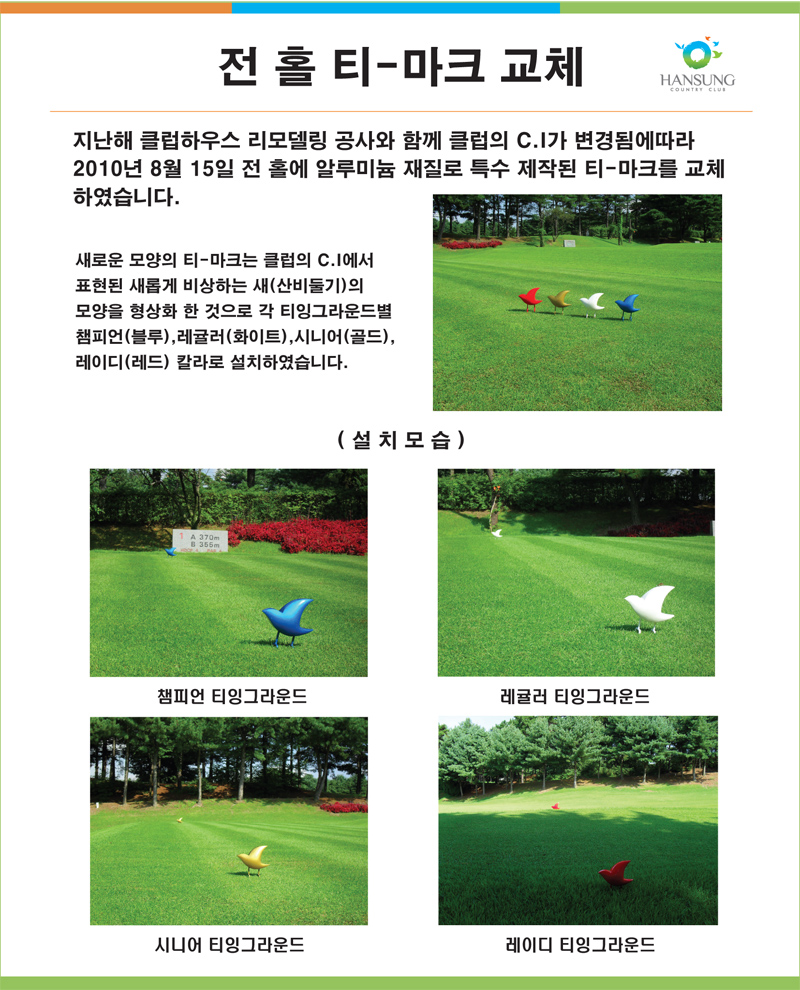 전 홀 티-마크 교체
HANSUNG
COUNTRY CLUB
지난해 클럽하우스 리모델링 공사와 함께 클럽의 C.I가 변경됨에따라
2010년 8월 15일 전 홀에 알루미늄 재질로 특수 제작된 티-마크를 교체
하였습니다.
새로운 모양의 티-마크는 클럽의 C.I에서
표현된 새롭게 비상하는 새(산비둘기)의
모양을 형상화 한 것으로 각 티잉그라운드별
챔피언(블루),레귤러(화이트),시니어(골드),
레이디(레드) 칼라로 설치하였습니다.
( 설 치 모 습 )
1 A 370m
B 355m
챔피언 티잉그라운드
레귤러 티잉그라운드
시니어 티잉그라운드
레이디 티잉그라운드